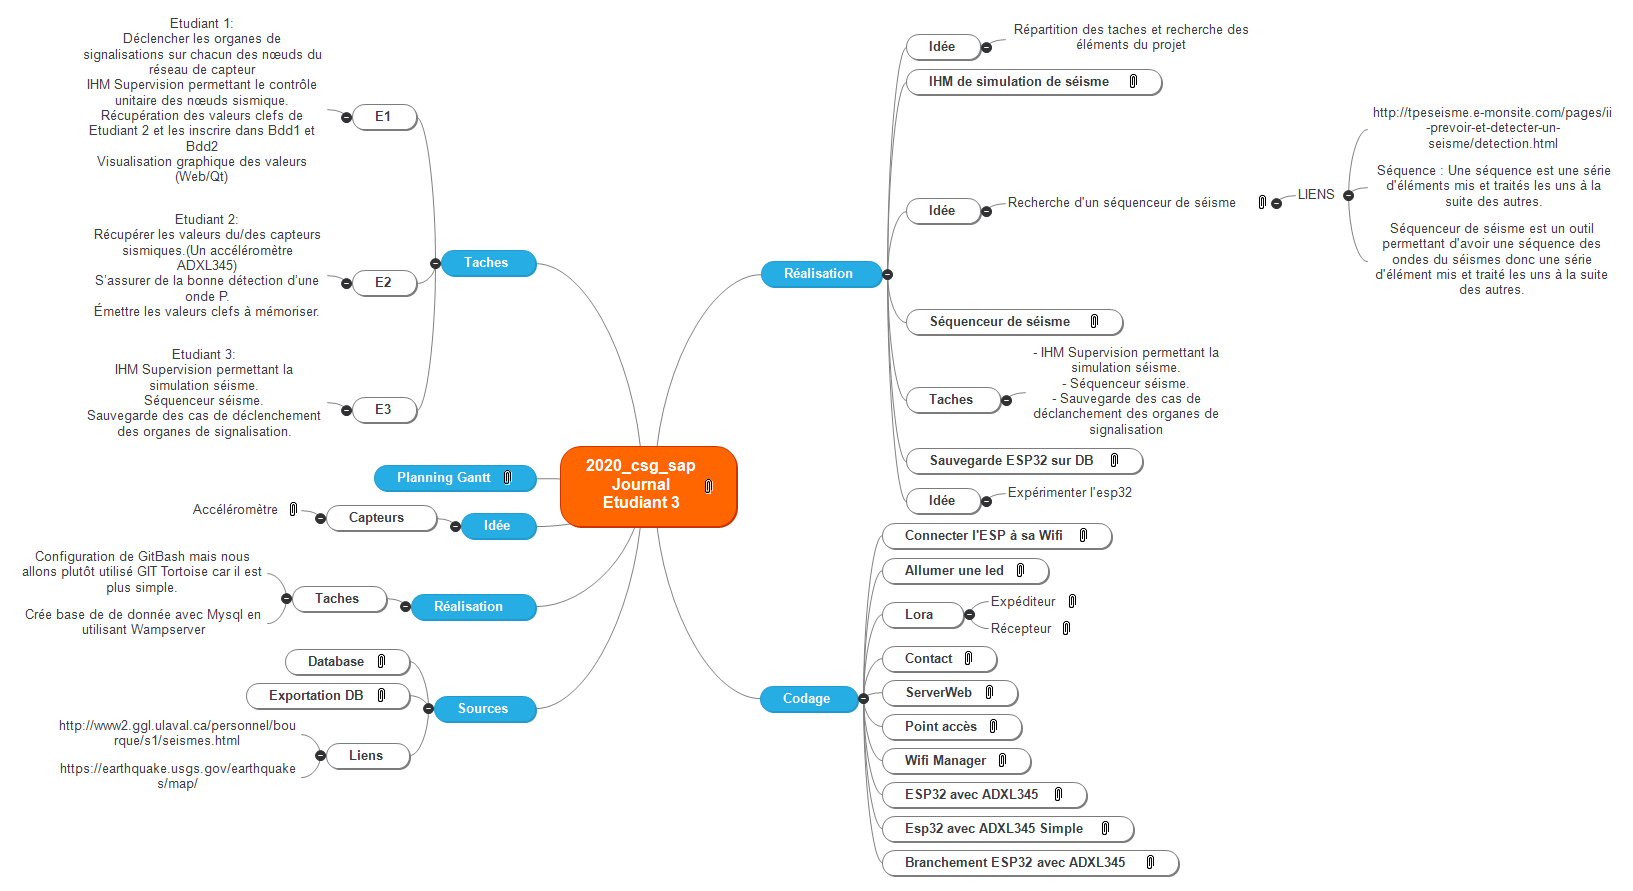 2020_csg_sap
Journal
Etudiant 3
Taches
E1
Etudiant 1:
Déclencher les organes de
signalisations sur chacun des nœuds du
réseau de capteur
IHM Supervision permettant le contrôle
unitaire des nœuds sismique.
Récupération des valeurs clefs de
Etudiant 2 et les inscrire dans Bdd1 et
Bdd2
Visualisation graphique des valeurs
(Web/Qt)
E2
Etudiant 2:
Récupérer les valeurs du/des capteurs
sismiques.(Un accéléromètre
ADXL345)
S’assurer de la bonne détection d’une
onde P.
Émettre les valeurs clefs à mémoriser.
E3
Etudiant 3:
IHM Supervision permettant la
simulation séisme.
Séquenceur séisme.
Sauvegarde des cas de déclenchement
des organes de signalisation.
Planning Gantt
Idée
Capteurs
Accéléromètre
Réalisation
Taches
Configuration de GitBash mais nous
allons plutôt utilisé GIT Tortoise car il est
plus simple.
Crée base de de donnée avec Mysql en
utilisant Wampserver
Sources
Database
Exportation DB
Liens
http://www2.ggl.ulaval.ca/personnel/bou
rque/s1/seismes.html
https://earthquake.usgs.gov/earthquake
s/map/
Réalisation
Idée
Répartition des taches et recherche des
éléments du projet
IHM de simulation de séisme
Idée
Recherche d'un séquenceur de séisme
LIENS
http://tpeseisme.e-monsite.com/pages/ii
-prevoir-et-detecter-un-
seisme/detection.html
Séquence : Une séquence est une série
d'éléments mis et traités les uns à la
suite des autres.
Séquenceur de séisme est un outil
permettant d'avoir une séquence des
ondes du séismes donc une série
d'élément mis et traité les uns à la suite
des autres.
Séquenceur de séisme
Taches
- IHM Supervision permettant la
simulation séisme.
- Séquenceur séisme.
- Sauvegarde des cas de
déclanchement des organes de
signalisation
Sauvegarde ESP32 sur DB
Idée
Expérimenter l'esp32
Codage
Connecter l'ESP à sa Wifi
Allumer une led
Lora
Expéditeur
Récepteur
Contact
ServerWeb
Point accès
Wifi Manager
ESP32 avec ADXL345
Esp32 avec ADXL345 Simple
Branchement ESP32 avec ADXL345